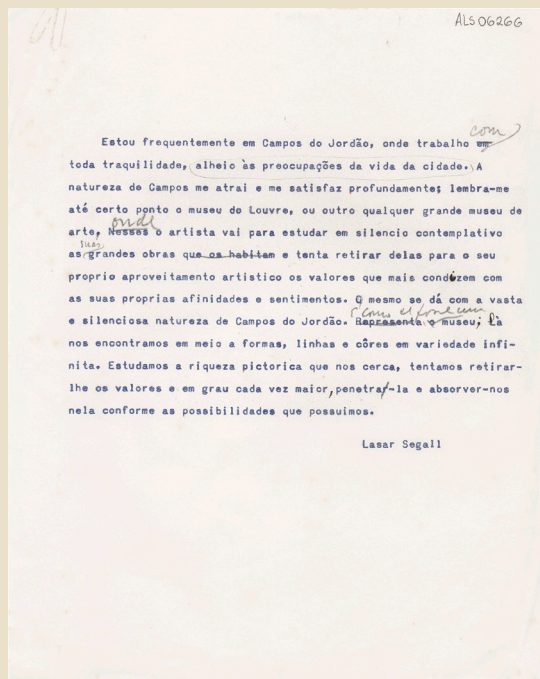 ALS06266
com
Estou frequentemente em Campos do Jordão, onde trabalho em
toda traquilidade, alheio às preocupações da vida da cidade. A
natureza de Campos me atrai e me satisfaz profundamente; lembra-me
até certo ponto o museu do Louvre, ou outro qualquer grande museu de
onde
arte, Nesses o artista vai para estudar em silencio contemplativo
suas
as grandes obras que os habitam e tenta retirar delas para o seu
proprio aproveitamento artistico os valores que mais condizem com
as suas proprias afinidades e sentimentos. O mesmo se dá com a vasta
e silenciosa natureza de Campos do Jordão. Representa o museu; là
nos encontramos em meio a formas, linhas e côres em variedade infi-
nita. Estudamos a riqueza pictorica que nos cerca, tentamos retirar-
lhe os valores e em grau cada vez maior, penetra-la e absorver-nos
nela conforme as possibilidades que possuimos.
Lasar Segall